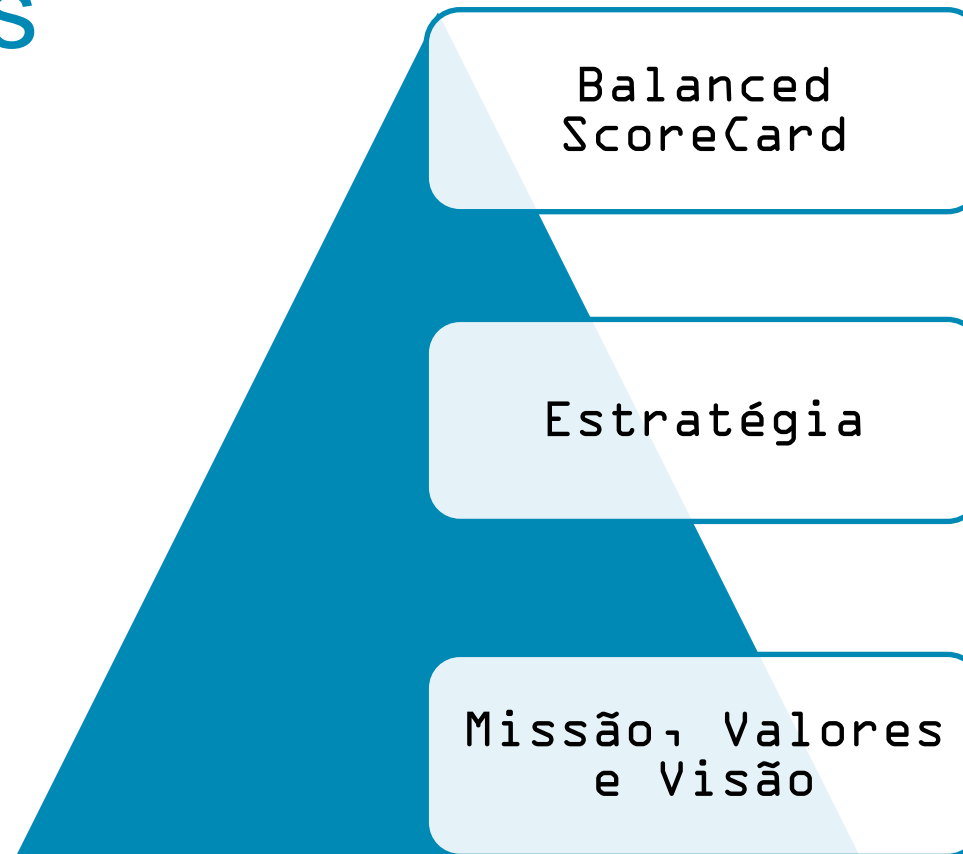 s
Balanced
ScoreCard
Estratégia
Missão, Valores
e Visão